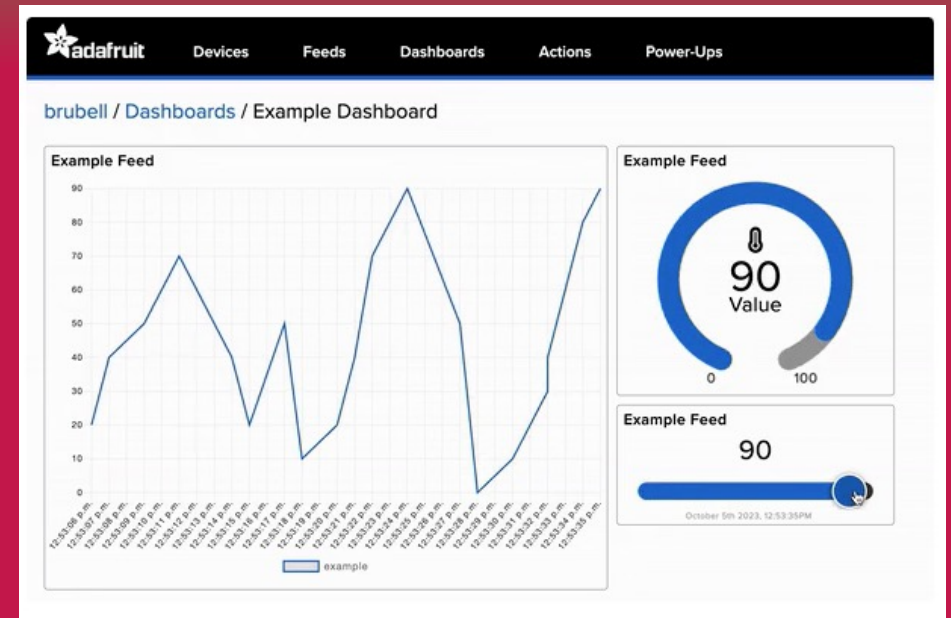 adafruit Devices Feeds Dashboards Actions Power-Ups
brubell / Dashboards / Example Dashboard
Example Feed
90
80
70
60
50
40
30
20
10
0
12:53:06 p.m.
12:53:07 p.m.
12:53:08 p.m.
12:53:09 p.m.
12:53:10 p.m.
12:53:11 p.m.
12:53:12 p.m.
12:53:13 p.m.
12:53:14 p.m.
12:53:15 p.m.
12:53:16 p.m.
12:53:17 p.m.
12:53:18 p.m.
12:53:19 p.m.
12:53:20 p.m.
12:53:21 p.m.
12:53:22 p.m.
12:53:23 p.m.
12:53:24 p.m.
12:53:25 p.m.
12:53:26 p.m.
12:53:27 p.m.
12:53:28 p.m.
12:53:29 p.m.
12:53:30 p.m.
12:53:31 p.m.
12:53:32 p.m.
12:53:33 p.m.
12:53:34 p.m.
12:53:35 p.m.
example
Example Feed
90
Value
0 100
Example Feed
90
October 5th 2023, 12:53:35PM